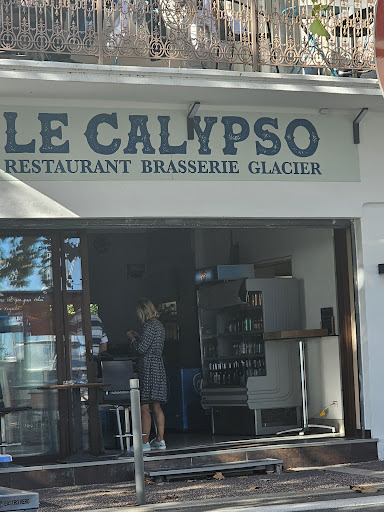 LE CALYPSO
RESTAURANT BRASSERIE GLACIER